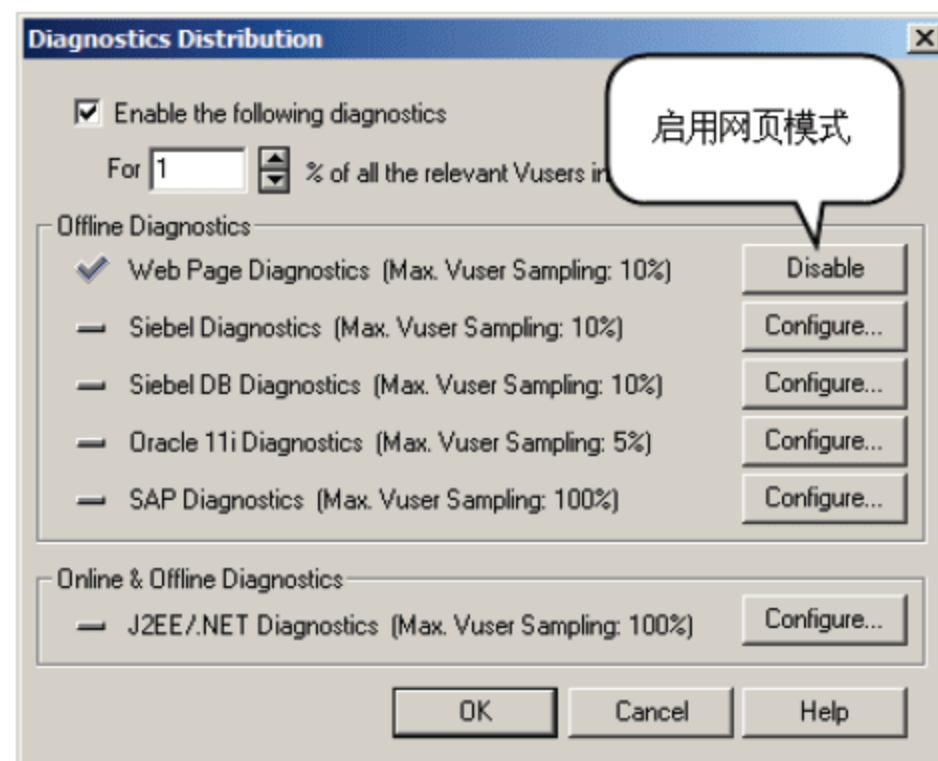 Diagnostics Distribution
启用网页模式
Enable the following diagnostics
For 1 % of all the relevant Vusers in
Offline Diagnostics
Web Page Diagnostics (Max. Vuser Sampling: 10%) Disable
Siebel Diagnostics (Max. Vuser Sampling: 10%) Configure...
Siebel DB Diagnostics (Max. Vuser Sampling: 10%) Configure...
Oracle 11i Diagnostics (Max. Vuser Sampling: 5%) Configure...
SAP Diagnostics (Max. Vuser Sampling: 100%) Configure...
Online & Offline Diagnostics
J2EE/.NET Diagnostics (Max. Vuser Sampling: 100%) Configure...
OK Cancel Help